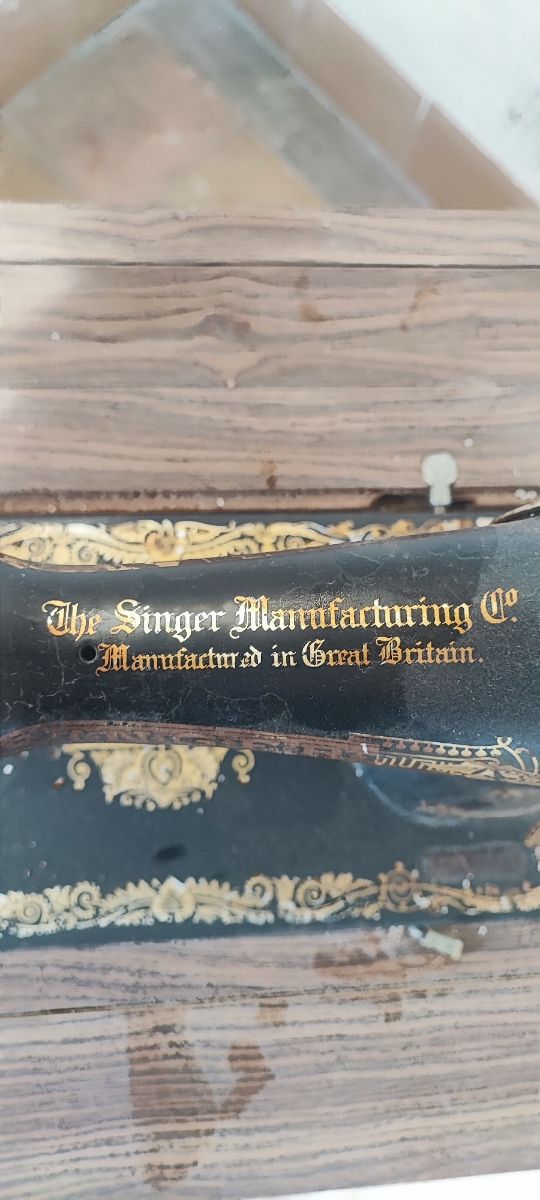 The Singer Manufacturing Co.
Manufactured in Great Britain.